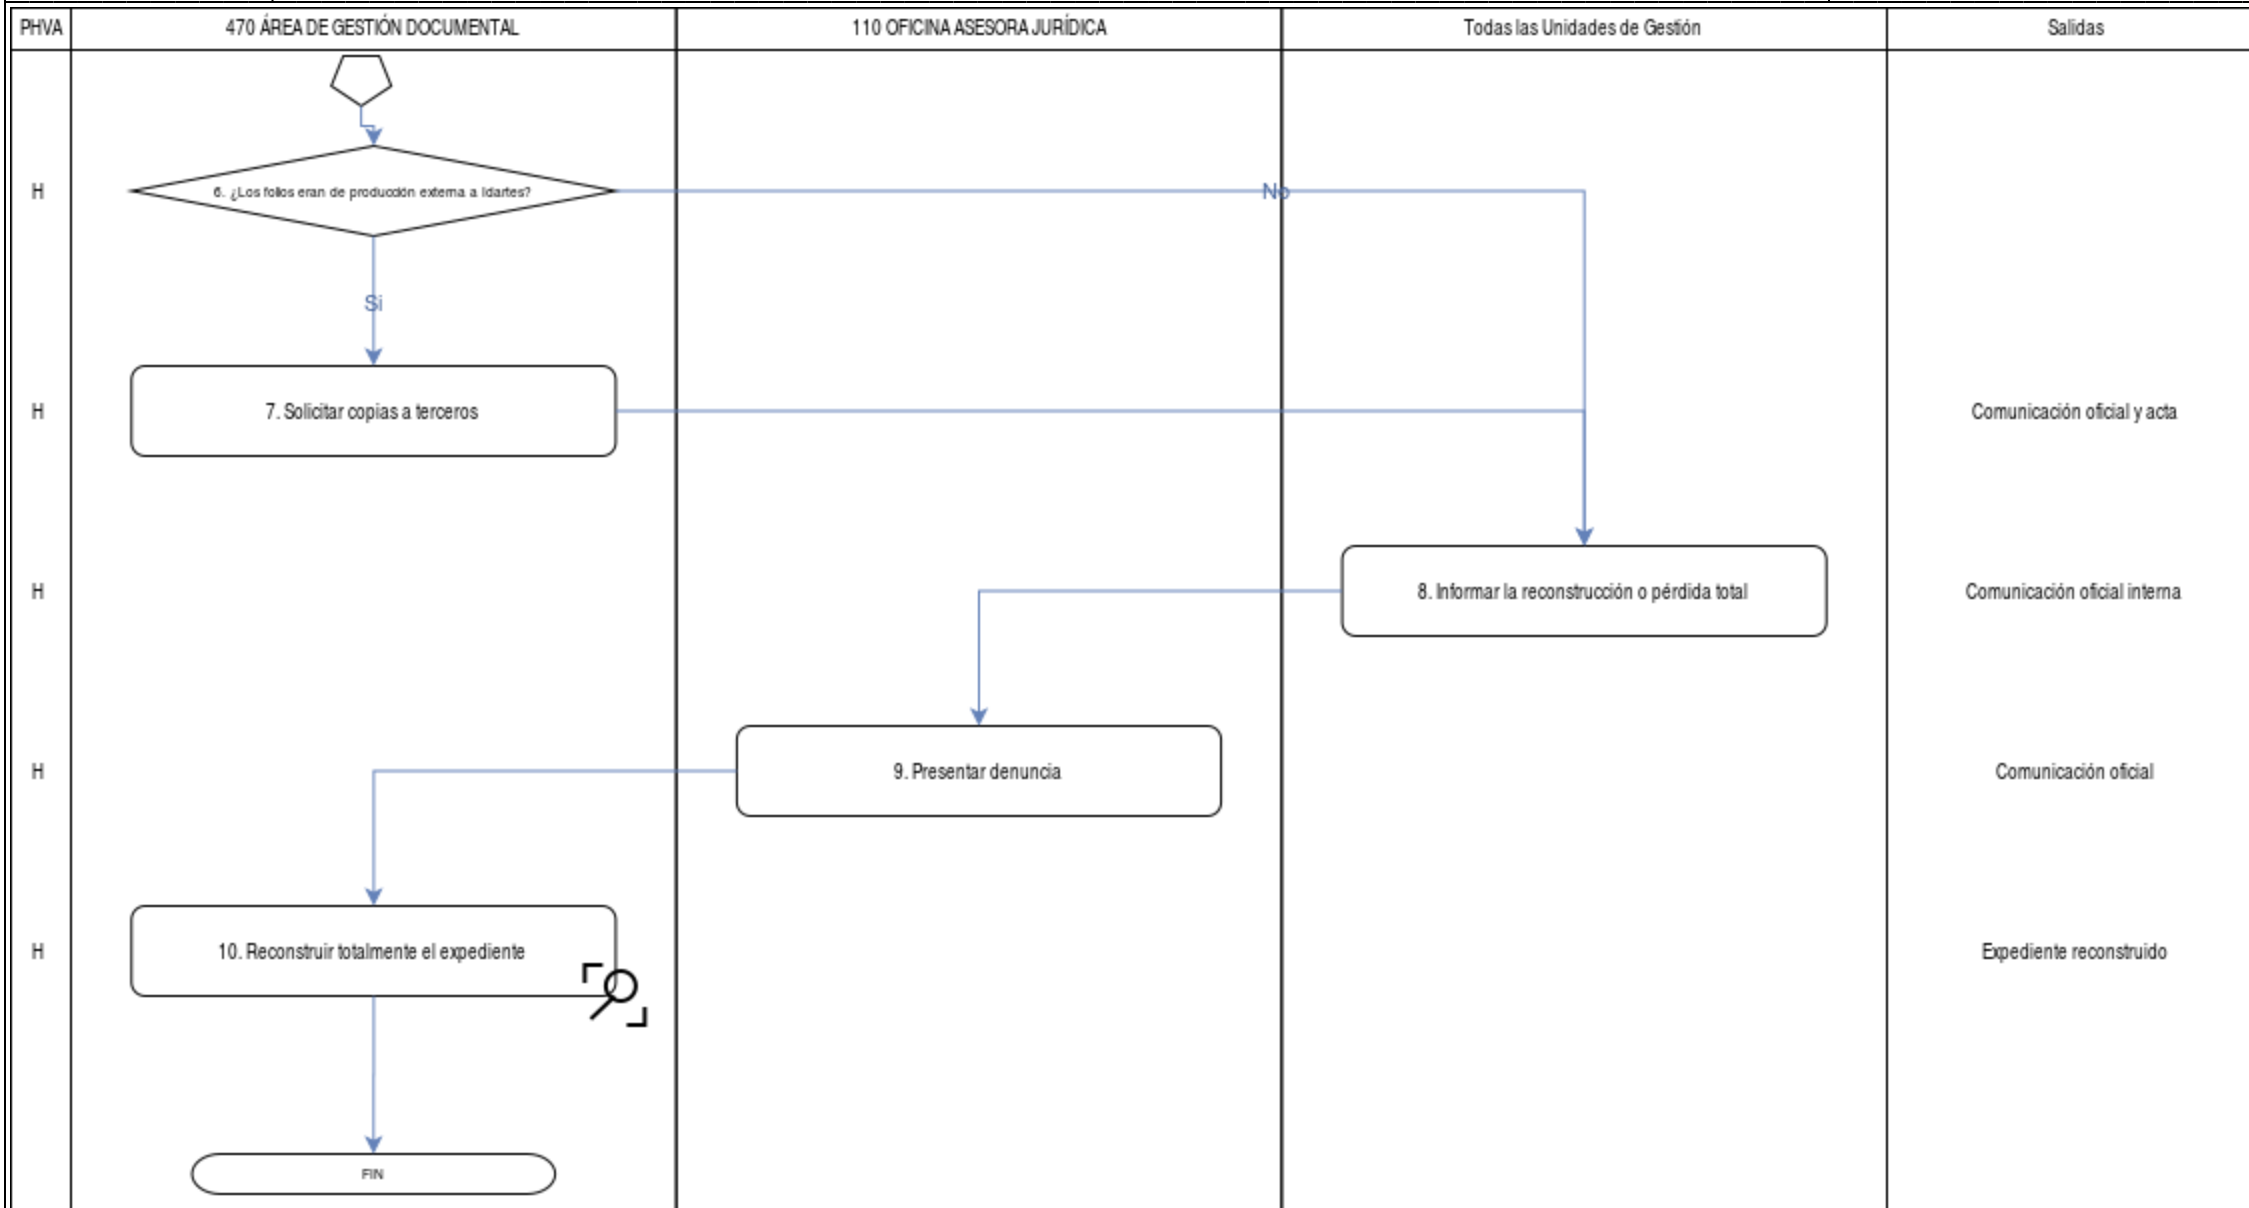 PHVA
470 ÁREA DE GESTIÓN DOCUMENTAL
110 OFICINA ASESORA JURÍDICA
Todas las Unidades de Gestión
Salidas
H
6. ¿Los folios eran de producción externa a Idartes?
No
Si
H
7. Solicitar copias a terceros
Comunicación oficial y acta
H
8. Informar la reconstrucción o pérdida total
Comunicación oficial interna
H
9. Presentar denuncia
Comunicación oficial
H
10. Reconstruir totalmente el expediente
Expediente reconstruido
FIN